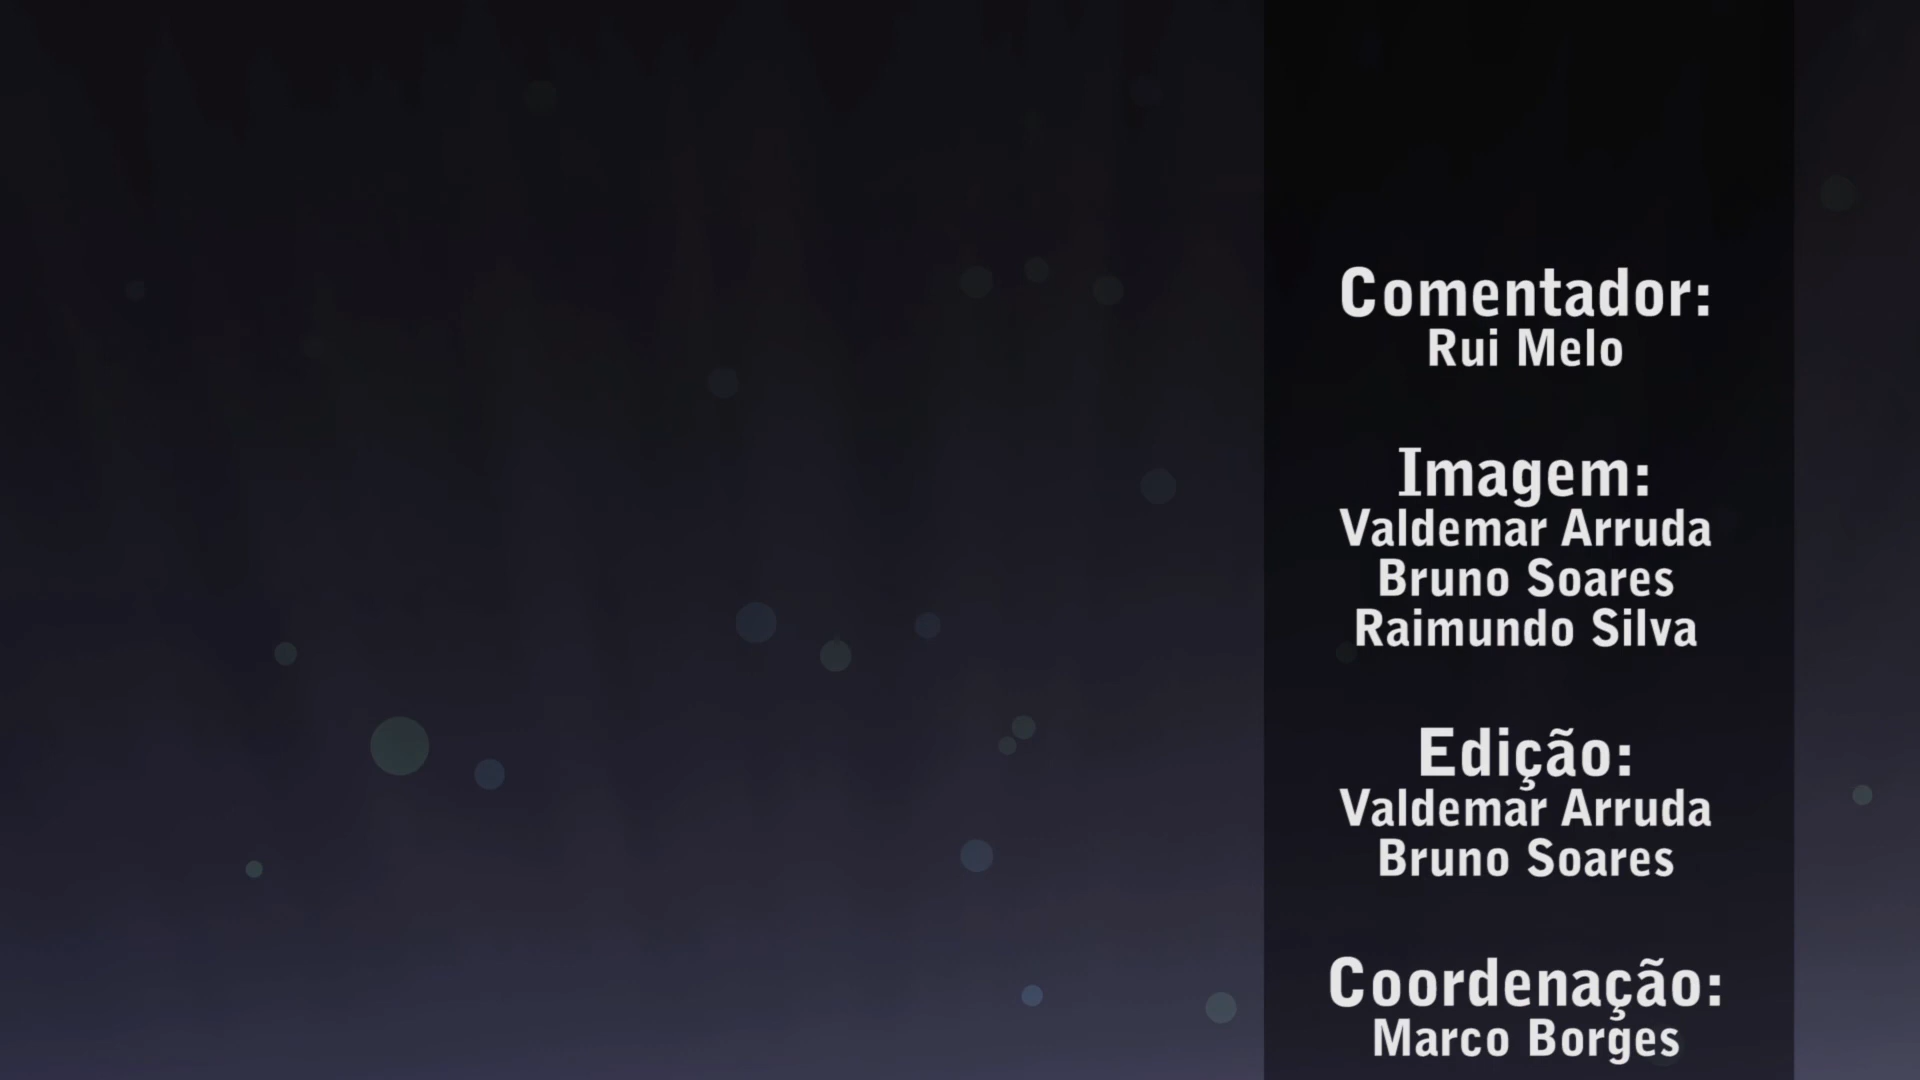 Comentador:
Rui Melo
Imagem:
Valdemar Arruda
Bruno Soares
Raimundo Silva
Edição:
Valdemar Arruda
Bruno Soares
Coordenação:
Marco Borges